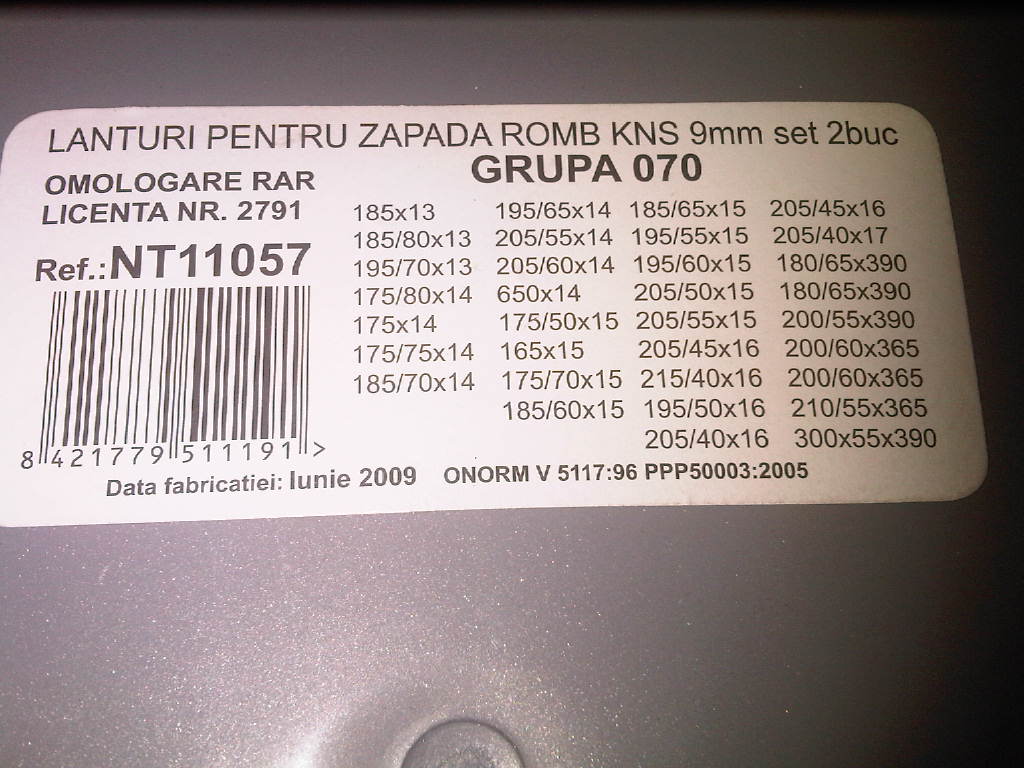 LANTURI PENTRU ZAPADA ROMB KNS 9mm set 2buc
GRUPA 070
OMOLOGARE RAR
LICENTA NR. 2791
Ref.:NT11057
8 421779 511191 >
185x13 195/65x14 185/65x15 205/45x16
185/80x13 205/55x14 195/55x15 205/40x17
195/70x13 205/60x14 195/60x15 180/65x390
175/80x14 650x14 205/50x15 180/65x390
175x14 175/50x15 205/55x15 200/55x390
175/75x14 165x15 205/45x16 200/60x365
185/70x14 175/70x15 215/40x16 200/60x365
185/60x15 195/50x16 210/55x365
205/40x16 300x55x390
Data fabricatiei: Iunie 2009 ONORM V 5117:96 PPP50003:2005